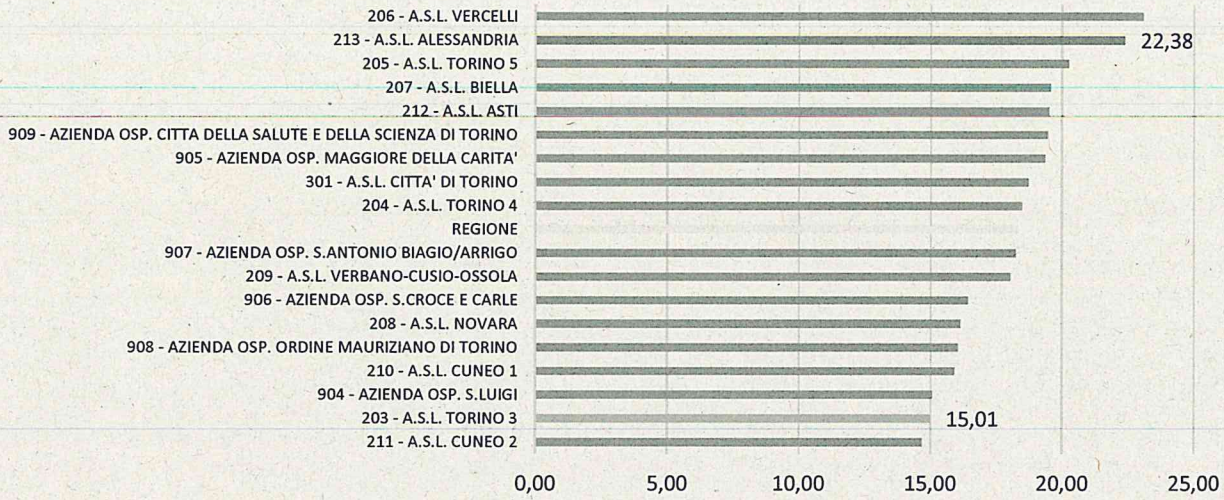 206 - A.S.L. VERCELLI
213 - A.S.L. ALESSANDRIA 22,38
205 - A.S.L. TORINO 5
207 - A.S.L. BIELLA
212 - A.S.L. ASTI
909 - AZIENDA OSP. CITTA DELLA SALUTE E DELLA SCIENZA DI TORINO
905 - AZIENDA OSP. MAGGIORE DELLA CARITA'
301 - A.S.L. CITTA' DI TORINO
204 - A.S.L. TORINO 4
REGIONE
907 - AZIENDA OSP. S.ANTONIO BIAGIO/ARRIGO
209 - A.S.L. VERBANO-CUSIO-OSSOLA
906 - AZIENDA OSP. S.CROCE E CARLE
208 - A.S.L. NOVARA
908 - AZIENDA OSP. ORDINE MAURIZIANO DI TORINO
210 - A.S.L. CUNEO 1
904 - AZIENDA OSP. S.LUIGI
203 - A.S.L. TORINO 3 15,01
211 - A.S.L. CUNEO 2
0,00 5,00 10,00 15,00 20,00 25,00